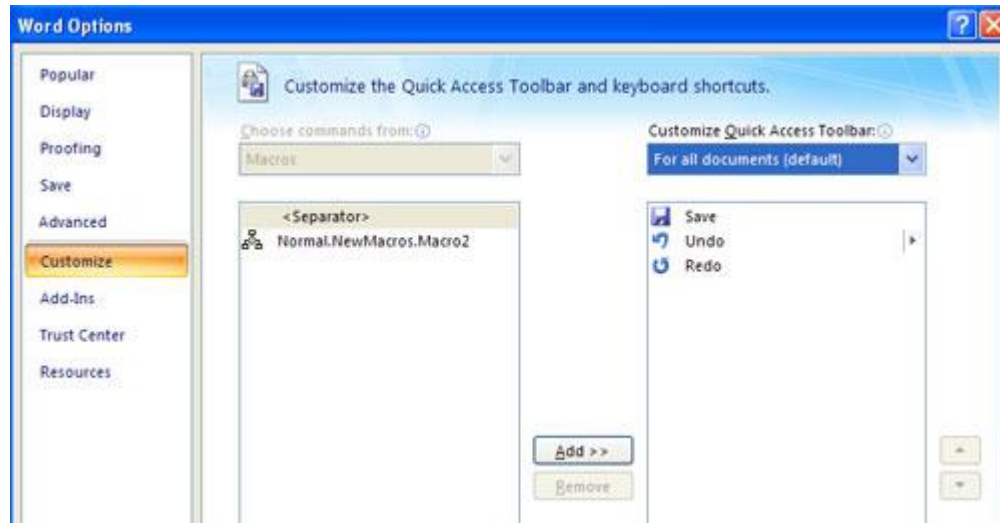 Word Options
Popular
Display
Proofing
Save
Advanced
Customize
Add-Ins
Trust Center
Resources
Customize the Quick Access Toolbar and keyboard shortcuts.
Choose commands from:
Macros
<Separator>
Normal.NewMacros.Macro2
Add >>
Remove
Customize Quick Access Toolbar:
For all documents (default)
Save
Undo
Redo